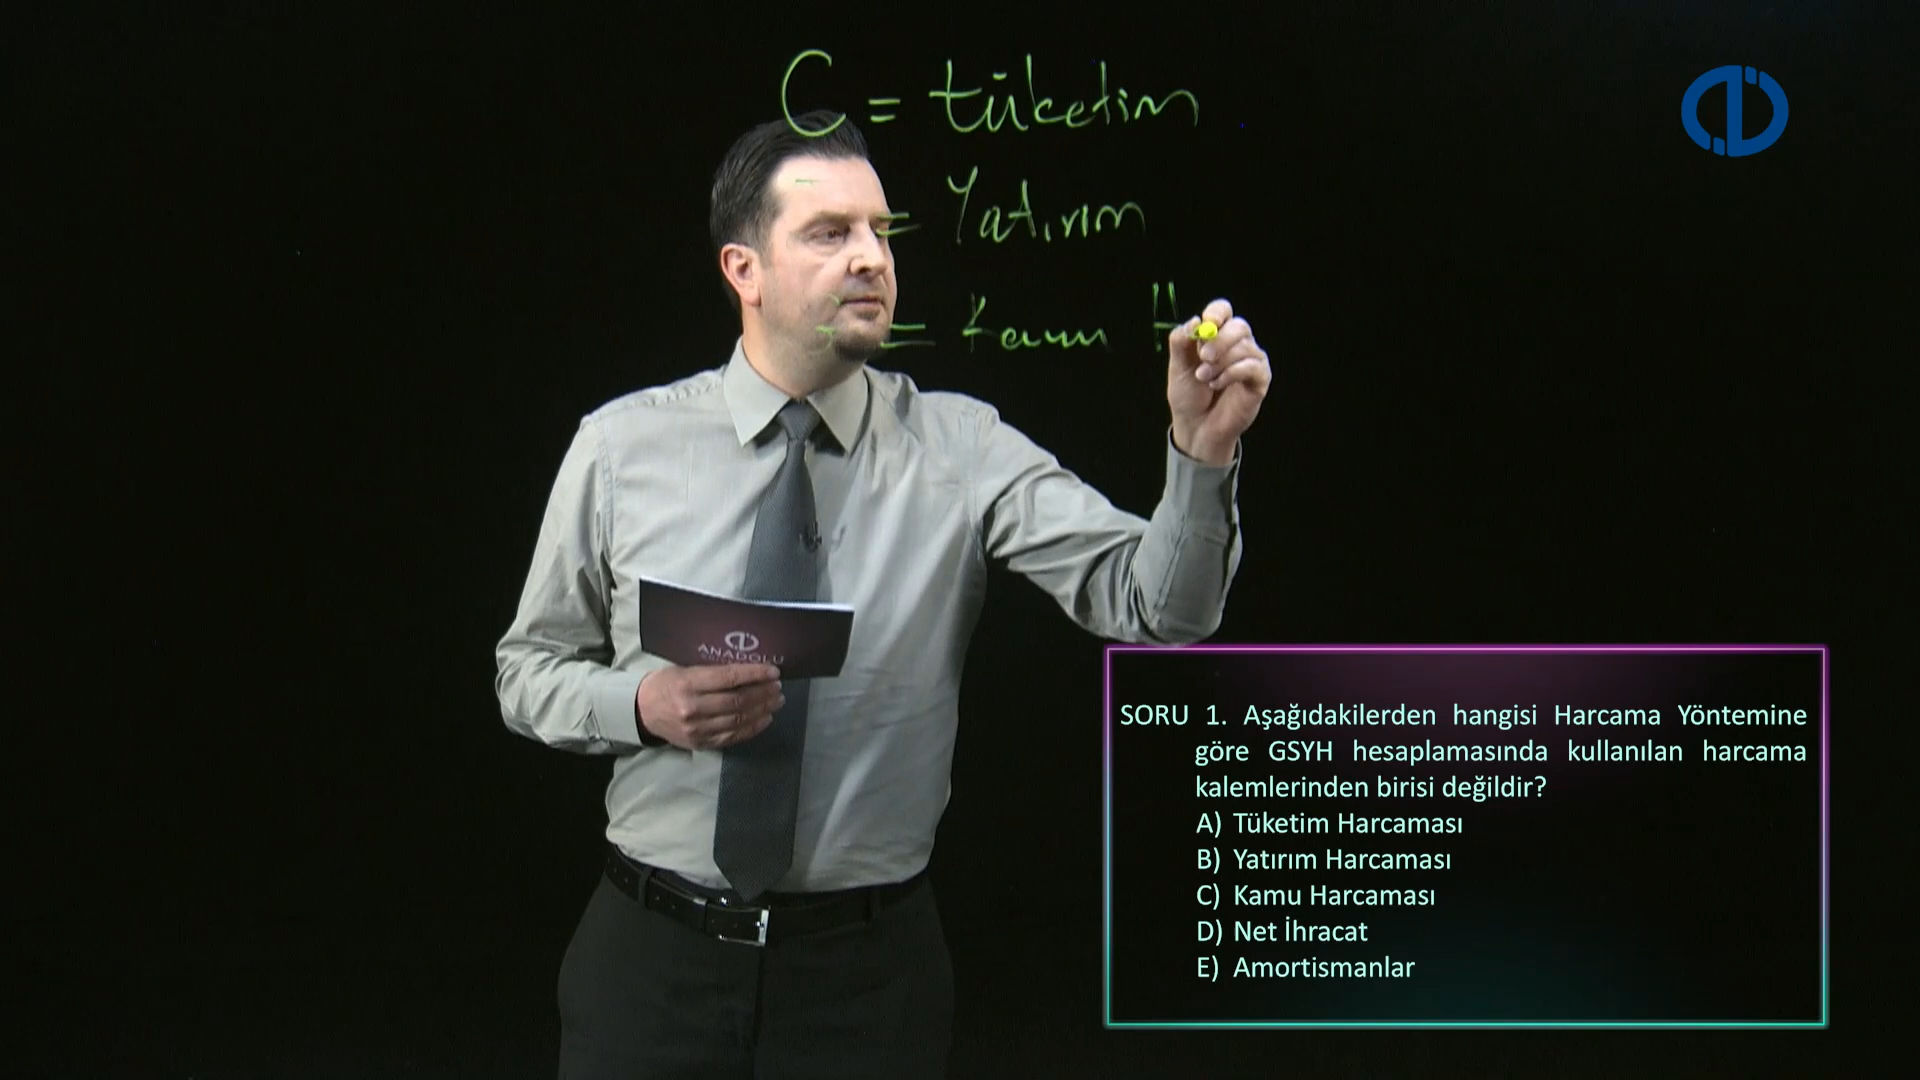 C = tüketim
= Yatırım
= Kamu H
ANADOLU
SORU 1. Aşağıdakilerden hangisi Harcama Yöntemine
göre GSYH hesaplamasında kullanılan harcama
kalemlerinden birisi değildir?
A) Tüketim Harcaması
B) Yatırım Harcaması
C) Kamu Harcaması
D) Net İhracat
E) Amortismanlar